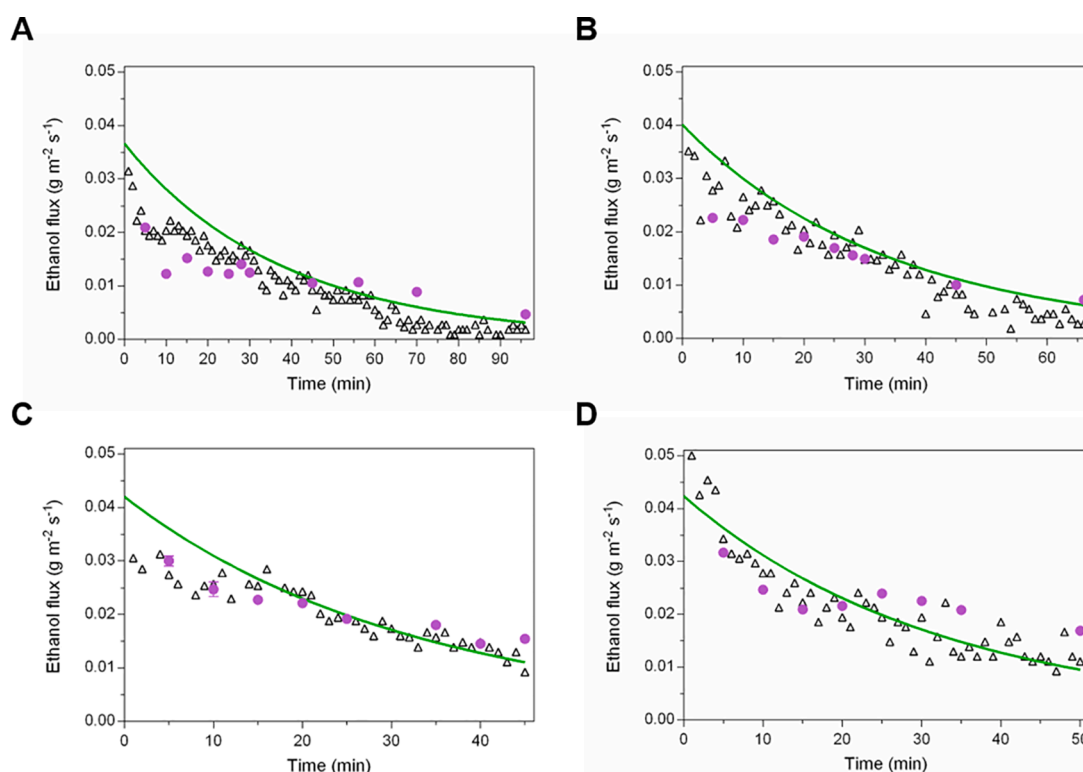 A
0.05
0.04
0.03
0.02
0.01
0.00
Ethanol flux (g m⁻² s⁻¹)
0 10 20 30 40 50 60 70 80 90
Time (min)
B
0.05
0.04
0.03
0.02
0.01
0.00
Ethanol flux (g m⁻² s⁻¹)
0 10 20 30 40 50 60
Time (min)
C
0.05
0.04
0.03
0.02
0.01
0.00
Ethanol flux (g m⁻² s⁻¹)
0 10 20 30 40
Time (min)
D
0.05
0.04
0.03
0.02
0.01
0.00
Ethanol flux (g m⁻² s⁻¹)
0 10 20 30 40 50
Time (min)